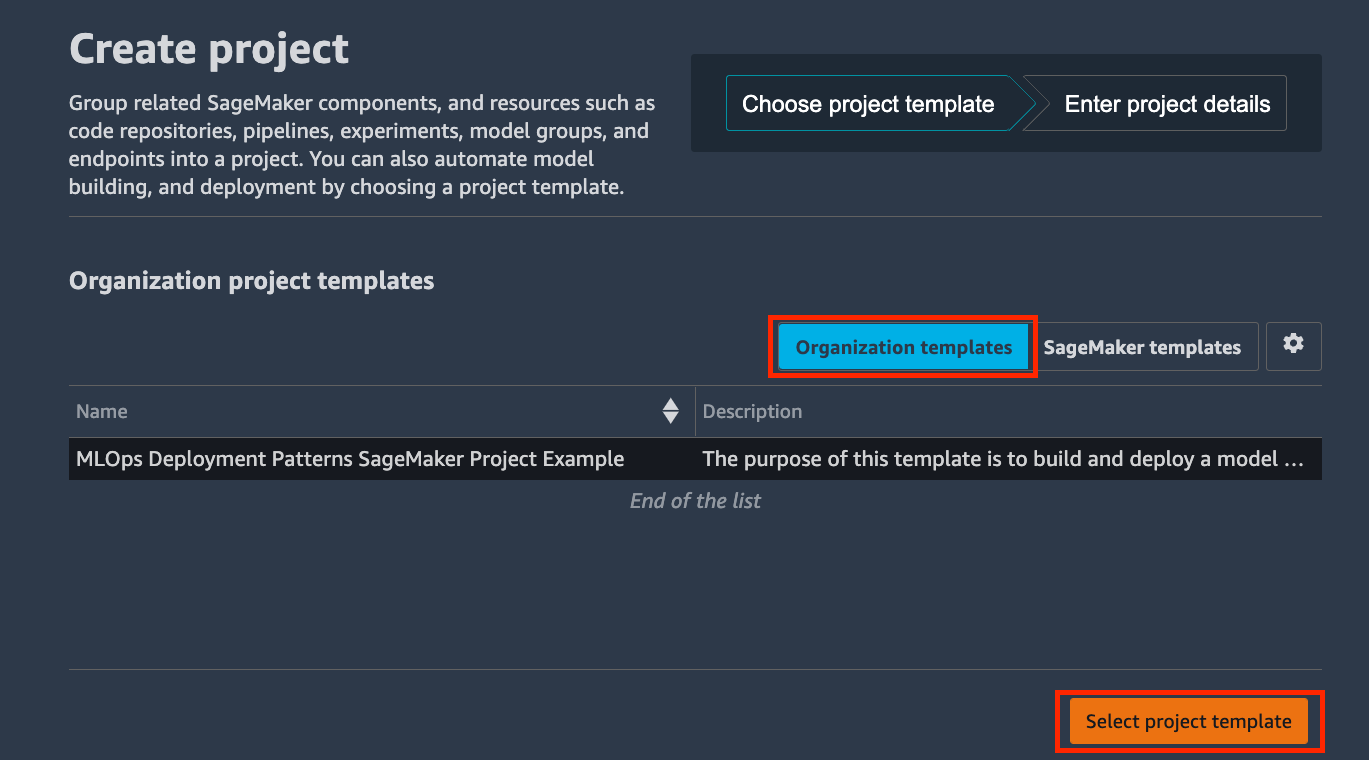 Create project
Group related SageMaker components, and resources such as
code repositories, pipelines, experiments, model groups, and
endpoints into a project. You can also automate model
building, and deployment by choosing a project template.
Choose project template
Enter project details
Organization project templates
Organization templates
SageMaker templates
Name
Description
MLOps Deployment Patterns SageMaker Project Example
The purpose of this template is to build and deploy a model ...
End of the list
Select project template